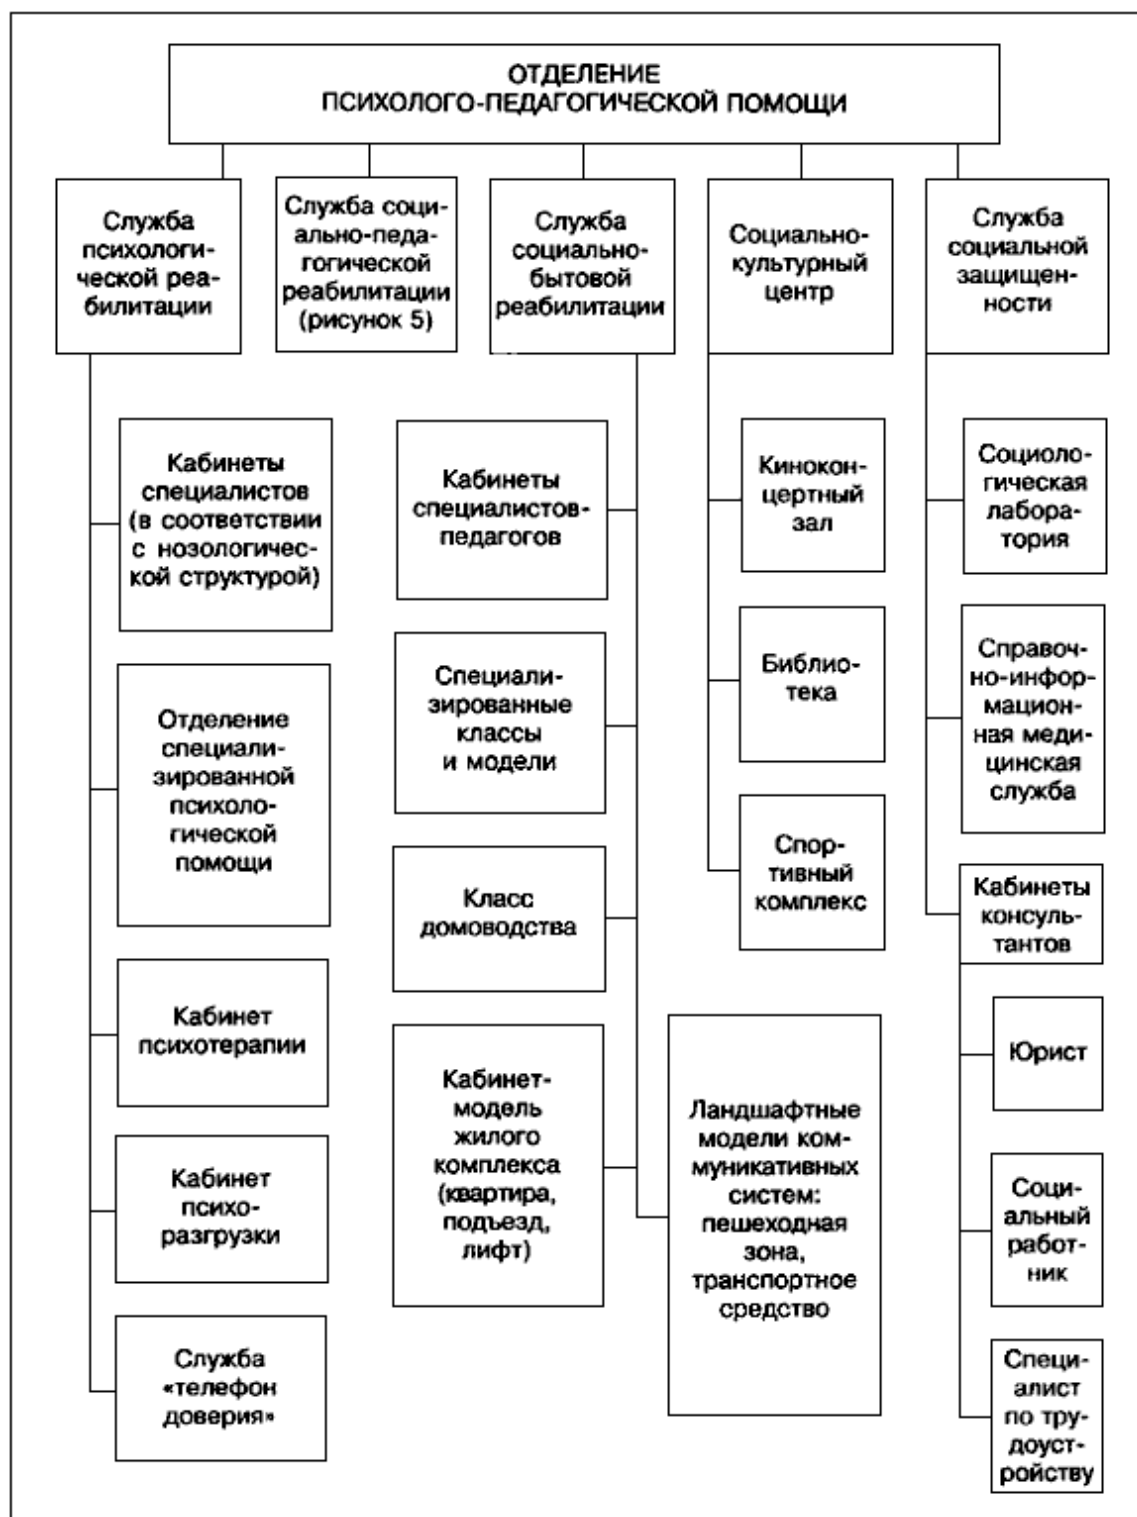 ОТДЕЛЕНИЕ
ПСИХОЛОГО-ПЕДАГОГИЧЕСКОЙ ПОМОЩИ
Служба
психологи-
ческой реа-
билитации
Служба соци-
ально-педа-
гогической
реабилитации
(рисунок 5)
Служба
социально-
бытовой
реабилитации
Социально-
культурный
центр
Служба
социальной
защищен-
ности
Кабинеты
специалистов
(в соответствии
с нозологичес-
кой структурой)
Отделение
специали-
зированной
психоло-
гической
помощи
Кабинет
психотерапии
Кабинет
психо-
разгрузки
Служба
«телефон
доверия»
Кабинеты
специалистов-
педагогов
Специали-
зированные
классы
и модели
Класс
домоводства
Кабинет-
модель
жилого
комплекса
(квартира,
подъезд,
лифт)
Ландшафтные
модели ком-
муникативных
систем:
пешеходная
зона,
транспортное
средство
Кинокон-
цертный
зал
Библио-
тека
Спор-
тивный
комплекс
Социоло-
гическая
лабора-
тория
Справоч-
но-инфор-
мацион-
ная меди-
цинская
служба
Кабинеты
консуль-
тантов
Юрист
Соци-
альный
работ-
ник
Специ-
алист
по тру-
доуст-
ройству